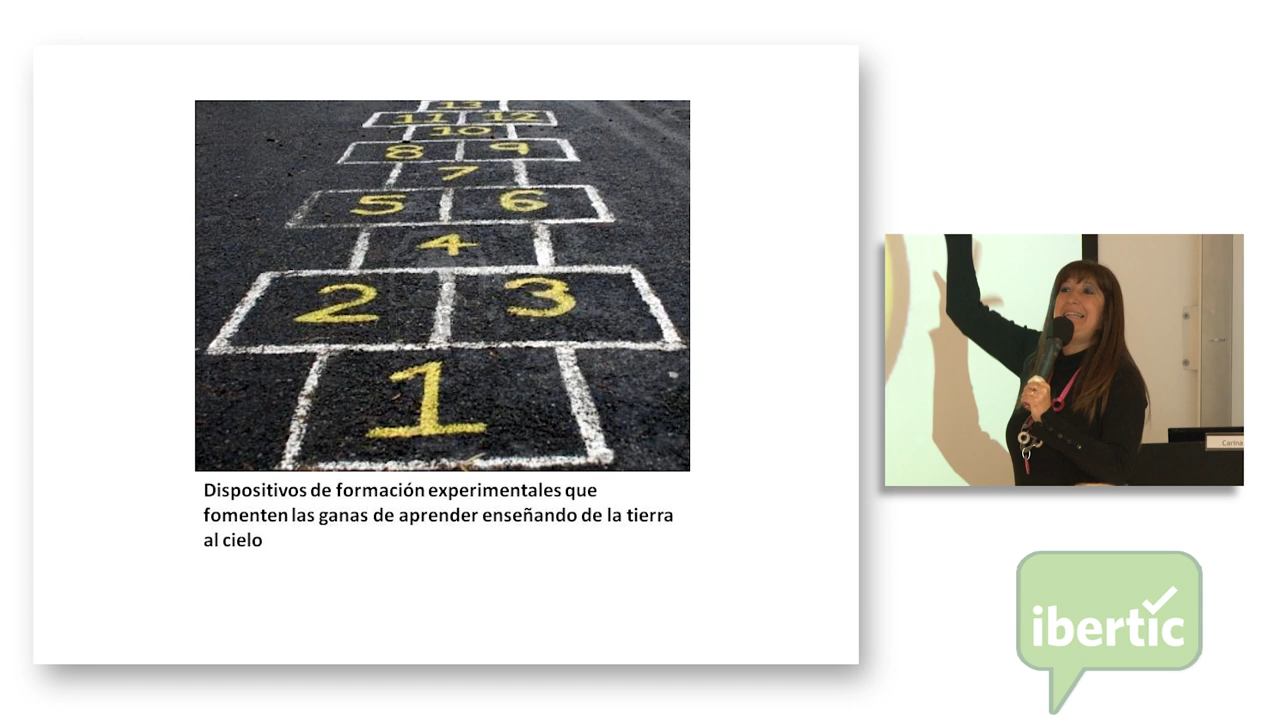 13
11 12
10
8 9
7
5 6
4
2 3
1
Dispositivos de formación experimentales que
fomenten las ganas de aprender enseñando de la tierra
al cielo
Carina
ibertic